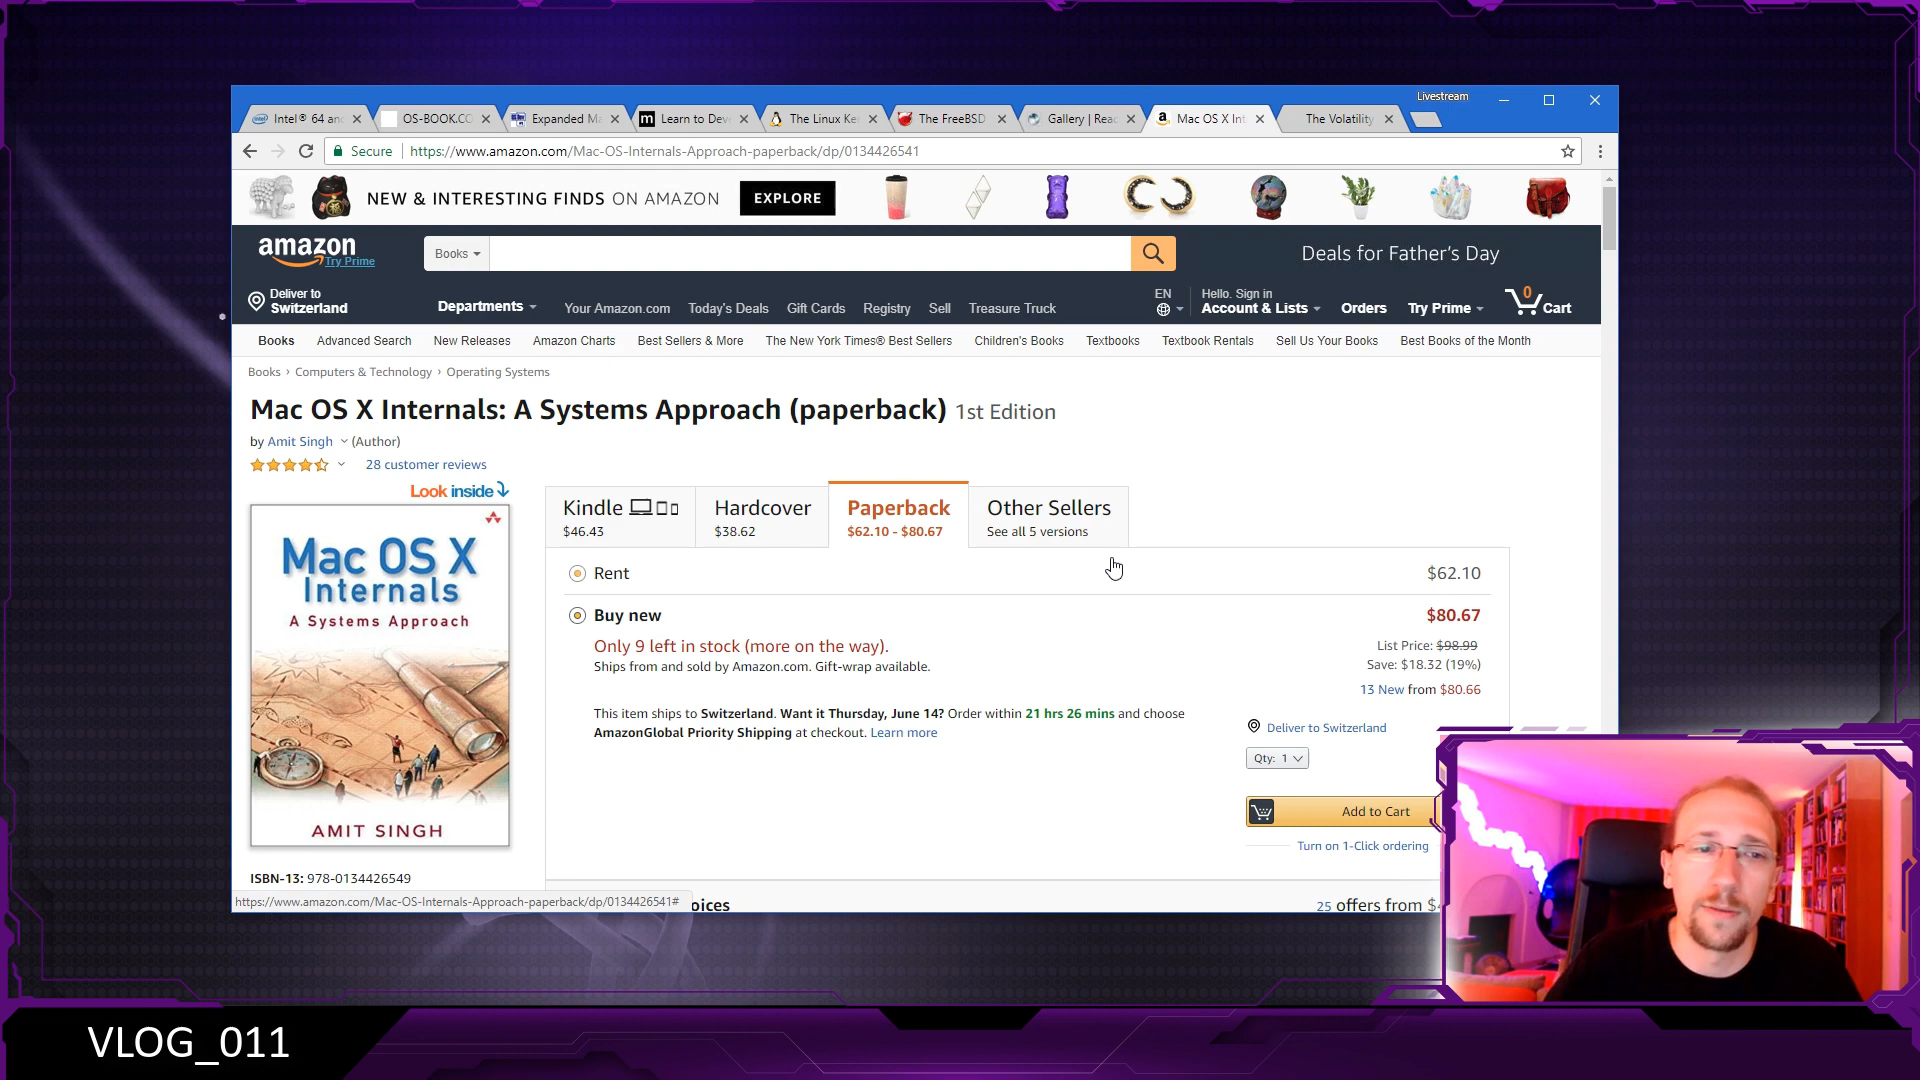 Livestream
Intel® 64 and
OS-BOOK.CO
Expanded Ma
Learn to Dev
The Linux Ke
The FreeBSD
Gallery | Reac
Mac OS X Int
The Volatility
Secure
https://www.amazon.com/Mac-OS-Internals-Approach-paperback/dp/0134426541
NEW & INTERESTING FINDS ON AMAZON
EXPLORE
amazon
Try Prime
Books
Deals for Father's Day
Deliver to
Switzerland
Departments
Your Amazon.com
Today's Deals
Gift Cards
Registry
Sell
Treasure Truck
EN
Hello. Sign in
Account & Lists
Orders
Try Prime
0
Cart
Books
Advanced Search
New Releases
Amazon Charts
Best Sellers & More
The New York Times® Best Sellers
Children's Books
Textbooks
Textbook Rentals
Sell Us Your Books
Best Books of the Month
Books › Computers & Technology › Operating Systems
Mac OS X Internals: A Systems Approach (paperback) 1st Edition
by Amit Singh (Author)
28 customer reviews
Look inside
Mac OS X
Internals
A Systems Approach
AMIT SINGH
ISBN-13: 978-0134426549
Kindle
$46.43
Hardcover
$38.62
Paperback
$62.10 - $80.67
Other Sellers
See all 5 versions
Rent
$62.10
Buy new
$80.67
Only 9 left in stock (more on the way).
Ships from and sold by Amazon.com. Gift-wrap available.
List Price: $98.99
Save: $18.32 (19%)
13 New from $80.66
This item ships to Switzerland. Want it Thursday, June 14? Order within 21 hrs 26 mins and choose
AmazonGlobal Priority Shipping at checkout. Learn more
Deliver to Switzerland
Qty: 1
Add to Cart
Turn on 1-Click ordering
https://www.amazon.com/Mac-OS-Internals-Approach-paperback/dp/0134426541#
oices
25 offers from $
VLOG_011